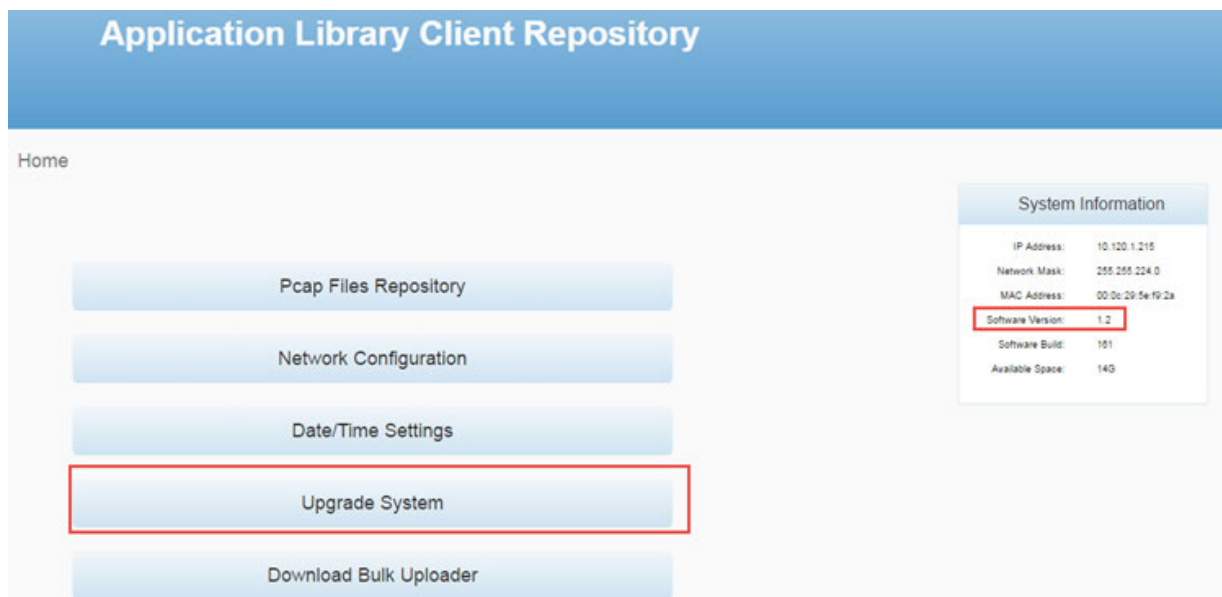 Application Library Client Repository
Home
System Information
IP Address: 10.120.1.215
Network Mask: 255.255.224.0
MAC Address: 00:0c:29:5e:f9:2a
Software Version: 1.2
Software Build: 161
Available Space: 14G
Pcap Files Repository
Network Configuration
Date/Time Settings
Upgrade System
Download Bulk Uploader